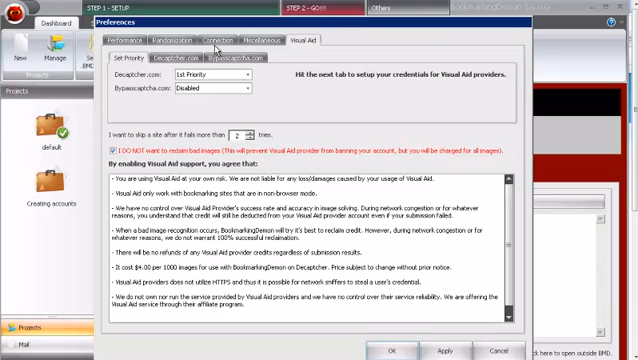 STEP 1 - SETUP
STEP 2 - GO!!!
Others
BookmarkingDemon 5.4.0.0
Dashboard
New
Manage
Projects
default
Creating accounts
Projects
Mail
Preferences
Performance
Randomization
Connection
Miscellaneous
Visual Aid
Set Priority
Decaptcher.com
Bypasscaptcha.com
Decaptcher.com: 1st Priority
Bypasscaptcha.com: Disabled
Hit the next tab to setup your credentials for Visual Aid providers.
I want to skip a site after it fails more than 2 tries.
I DO NOT want to reclaim bad images (This will prevent Visual Aid provider from banning your account, but you will be charged for all images).
By enabling Visual Aid support, you agree that:
- You are using Visual Aid at your own risk. We are not liable for any loss/damages caused by your usage of Visual Aid.
- Visual Aid only work with bookmarking sites that are in non-browser mode.
- We have no control over Visual Aid Provider's success rate and accuracy in image solving. During network congestion or for whatever
reasons, you understand that credit will still be deducted from your Visual Aid provider account even if your submission failed.
- When a bad image recognition occurs, BookmarkingDemon will try it's best to reclaim credit. However, during network congestion or for
whatever reasons, we do not warrant 100% successful reclaimation.
- There will be no refunds of any Visual Aid provider credits regardless of submission results.
- It cost $4.00 per 1000 images for use with BookmarkingDemon on Decaptcher. Price subject to change without prior notice.
- Visual Aid providers does not utilize HTTPS and thus it is possible for network sniffers to steal a user's credential.
- We do not own nor run the service provided by Visual Aid providers and we have no control over their service reliability. We are offering the
Visual Aid service through their affiliate program.
OK
Apply
Cancel
open outside BMD.